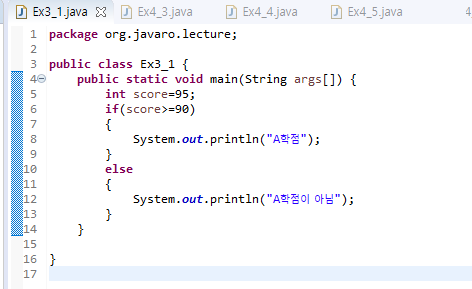 Ex3_1.java Ex4_3.java Ex4_4.java Ex4_5.java
1 package org.javaro.lecture;
2
3 public class Ex3_1 {
4 public static void main(String args[]) {
5 int score=95;
6 if(score>=90)
7 {
8 System.out.println("A학점");
9 }
10 else
11 {
12 System.out.println("A학점이 아님");
13 }
14 }
15
16 }
17